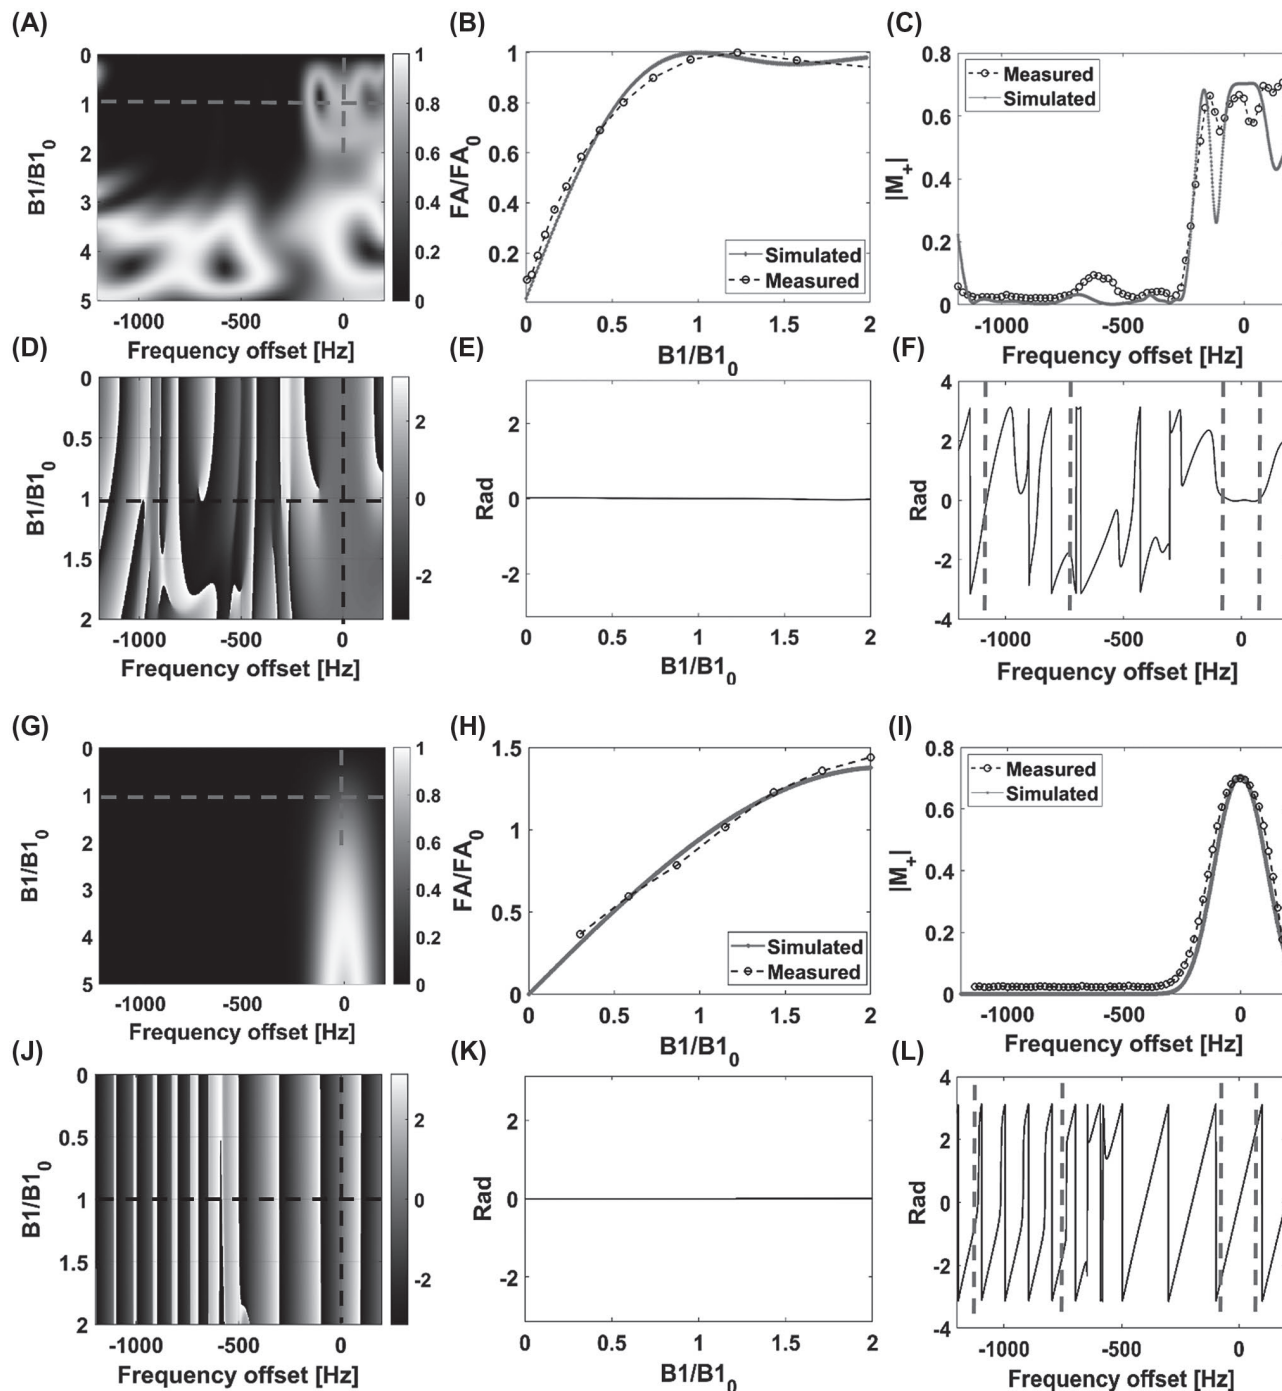 (A)
0
1
2
3
4
5
B1/B1₀
-1000
-500
0
Frequency offset [Hz]
1
0.8
0.6
0.4
0.2
0
(B)
1
0.8
0.6
0.4
0.2
FA/FA₀
Simulated
Measured
0
0.5
1
1.5
2
B1/B1₀
(C)
0.8
0.6
0.4
0.2
0
|M₊|
Measured
Simulated
-1000
-500
0
Frequency offset [Hz]
(D)
0
0.5
1
1.5
2
B1/B1₀
-1000
-500
0
Frequency offset [Hz]
2
0
-2
(E)
2
0
-2
Rad
0
0.5
1
1.5
2
B1/B1₀
(F)
4
2
0
-2
-4
Rad
-1000
-500
0
Frequency offset [Hz]
(G)
0
1
2
3
4
5
B1/B1₀
-1000
-500
0
Frequency offset [Hz]
1
0.8
0.6
0.4
0.2
0
(H)
1.5
1
0.5
0
FA/FA₀
Simulated
Measured
0
0.5
1
1.5
2
B1/B1₀
(I)
0.8
0.6
0.4
0.2
0
|M₊|
Measured
Simulated
-1000
-500
0
Frequency offset [Hz]
(J)
0
0.5
1
1.5
2
B1/B1₀
-1000
-500
0
Frequency offset [Hz]
2
0
-2
(K)
2
0
-2
Rad
0
0.5
1
1.5
2
B1/B1₀
(L)
4
2
0
-2
-4
Rad
-1000
-500
0
Frequency offset [Hz]